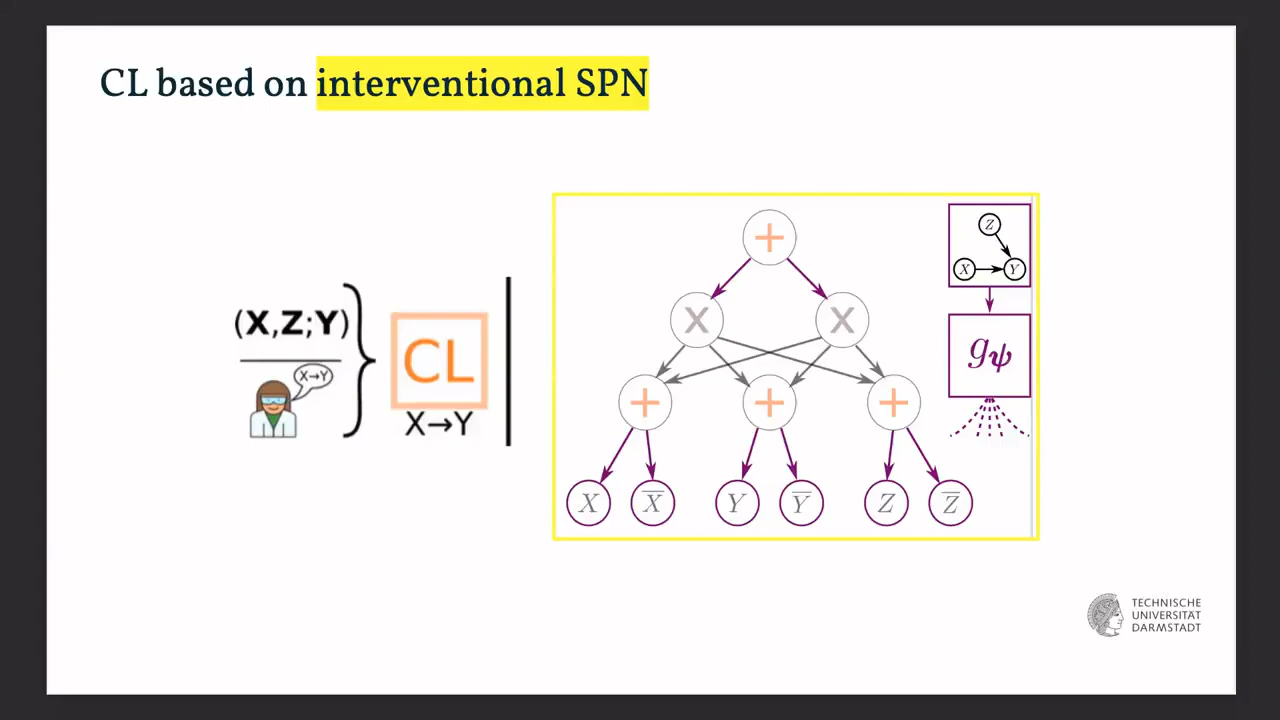 CL based on interventional SPN
(X,Z;Y)
X→Y
CL
X→Y
+
X X
+ + +
X X̅ Y Y̅ Z Z̅
Z
X Y
gψ
TECHNISCHE
UNIVERSITÄT
DARMSTADT